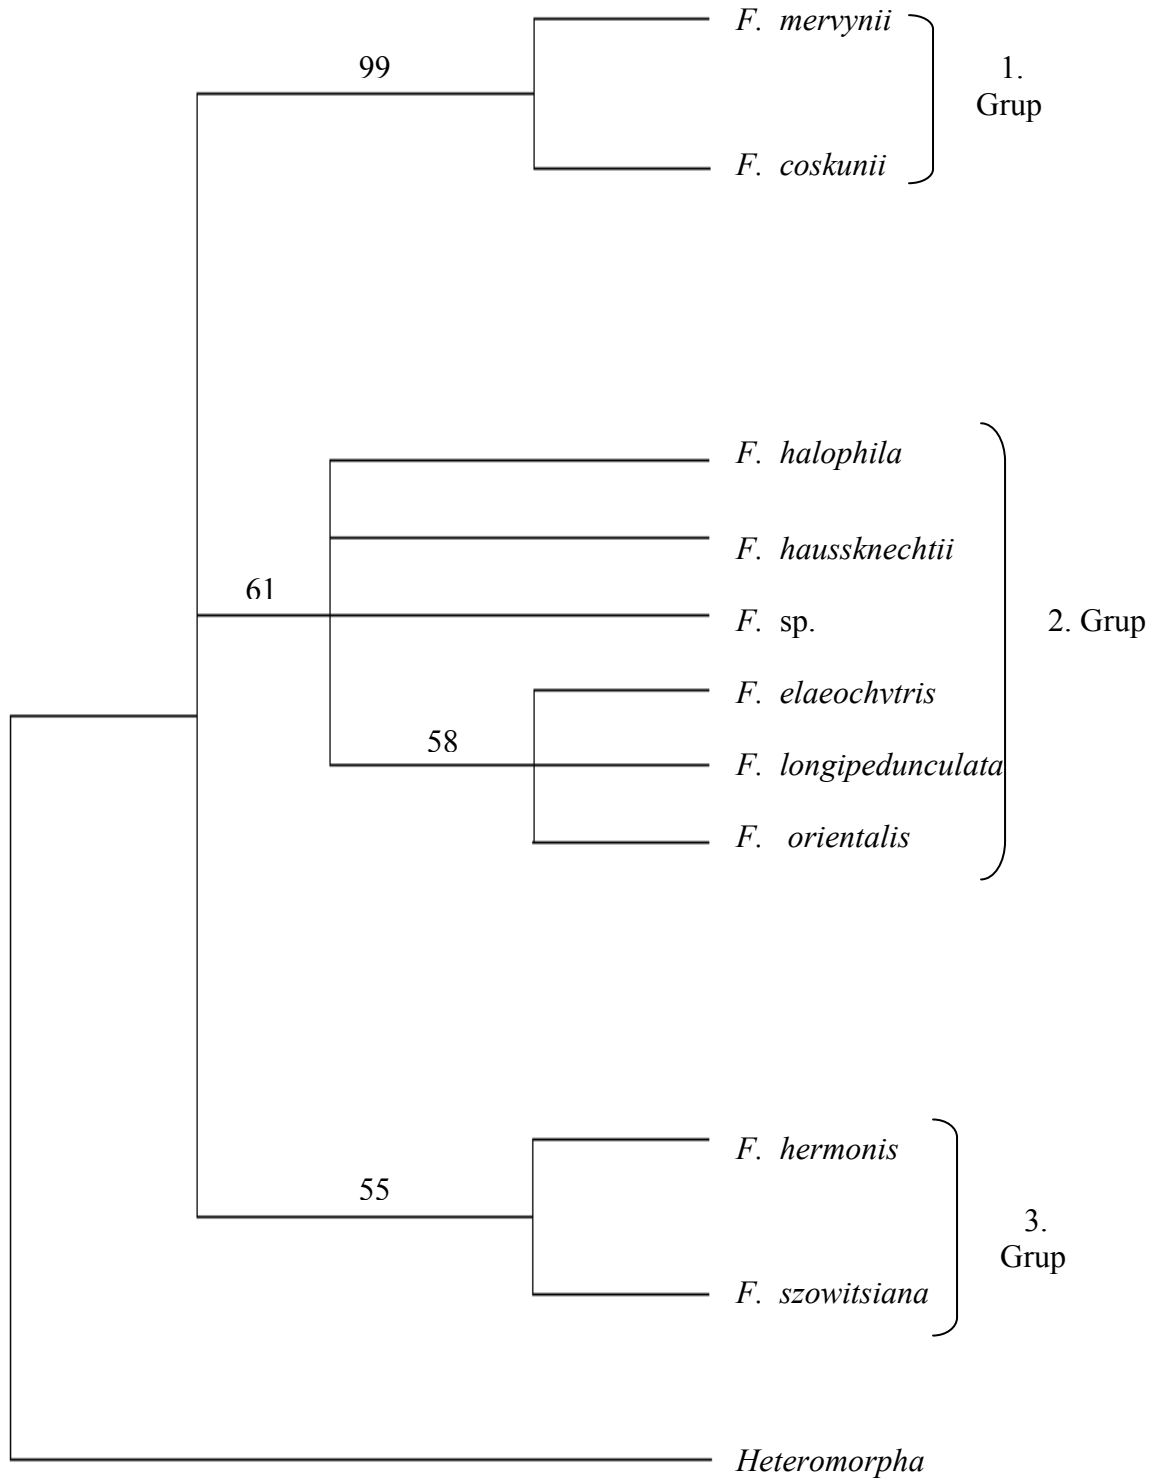 F. mervynii
99
1.
Grup
F. coskunii
F. halophila
F. haussknechtii
61
F. sp.
2. Grup
F. elaeochvtris
58
F. longipedunculata
F. orientalis
F. hermonis
55
3.
Grup
F. szowitsiana
Heteromorpha